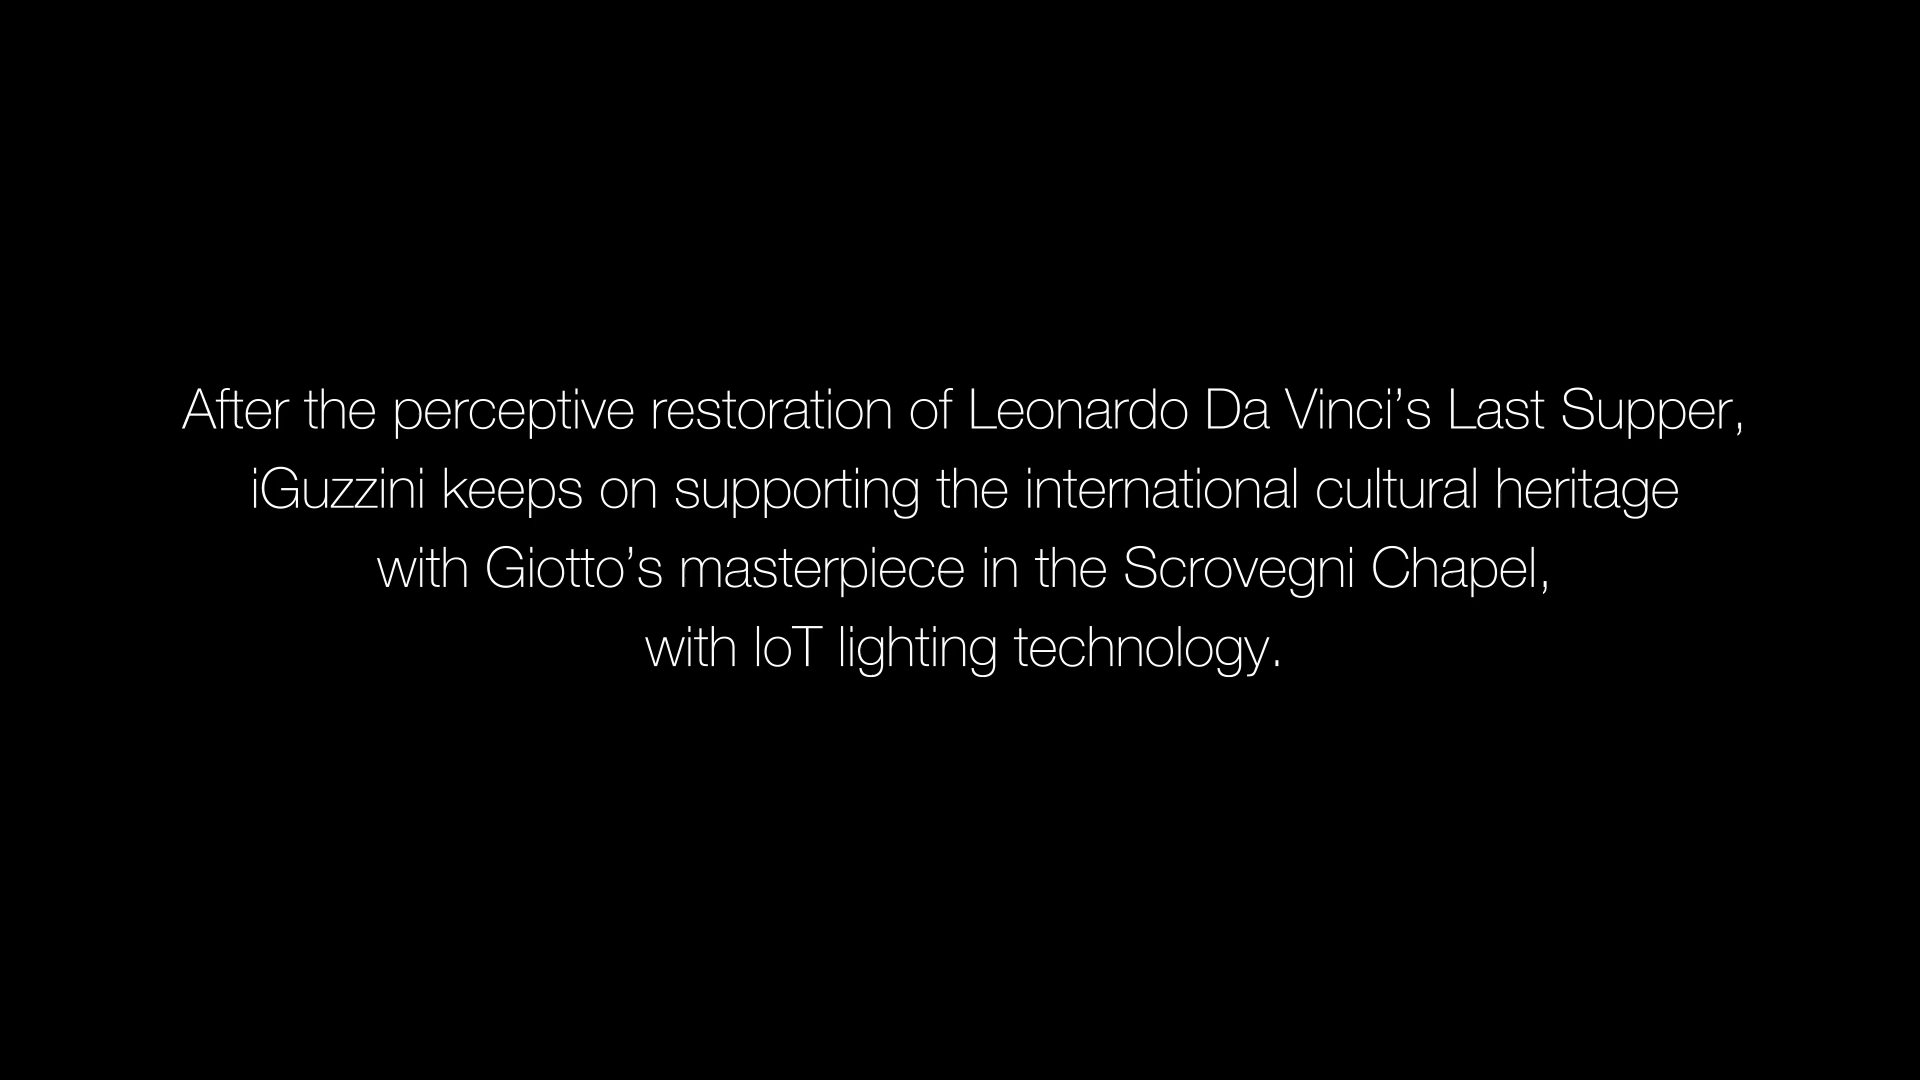 After the perceptive restoration of Leonardo Da Vinci’s Last Supper,
iGuzzini keeps on supporting the international cultural heritage
with Giotto’s masterpiece in the Scrovegni Chapel,
with IoT lighting technology.